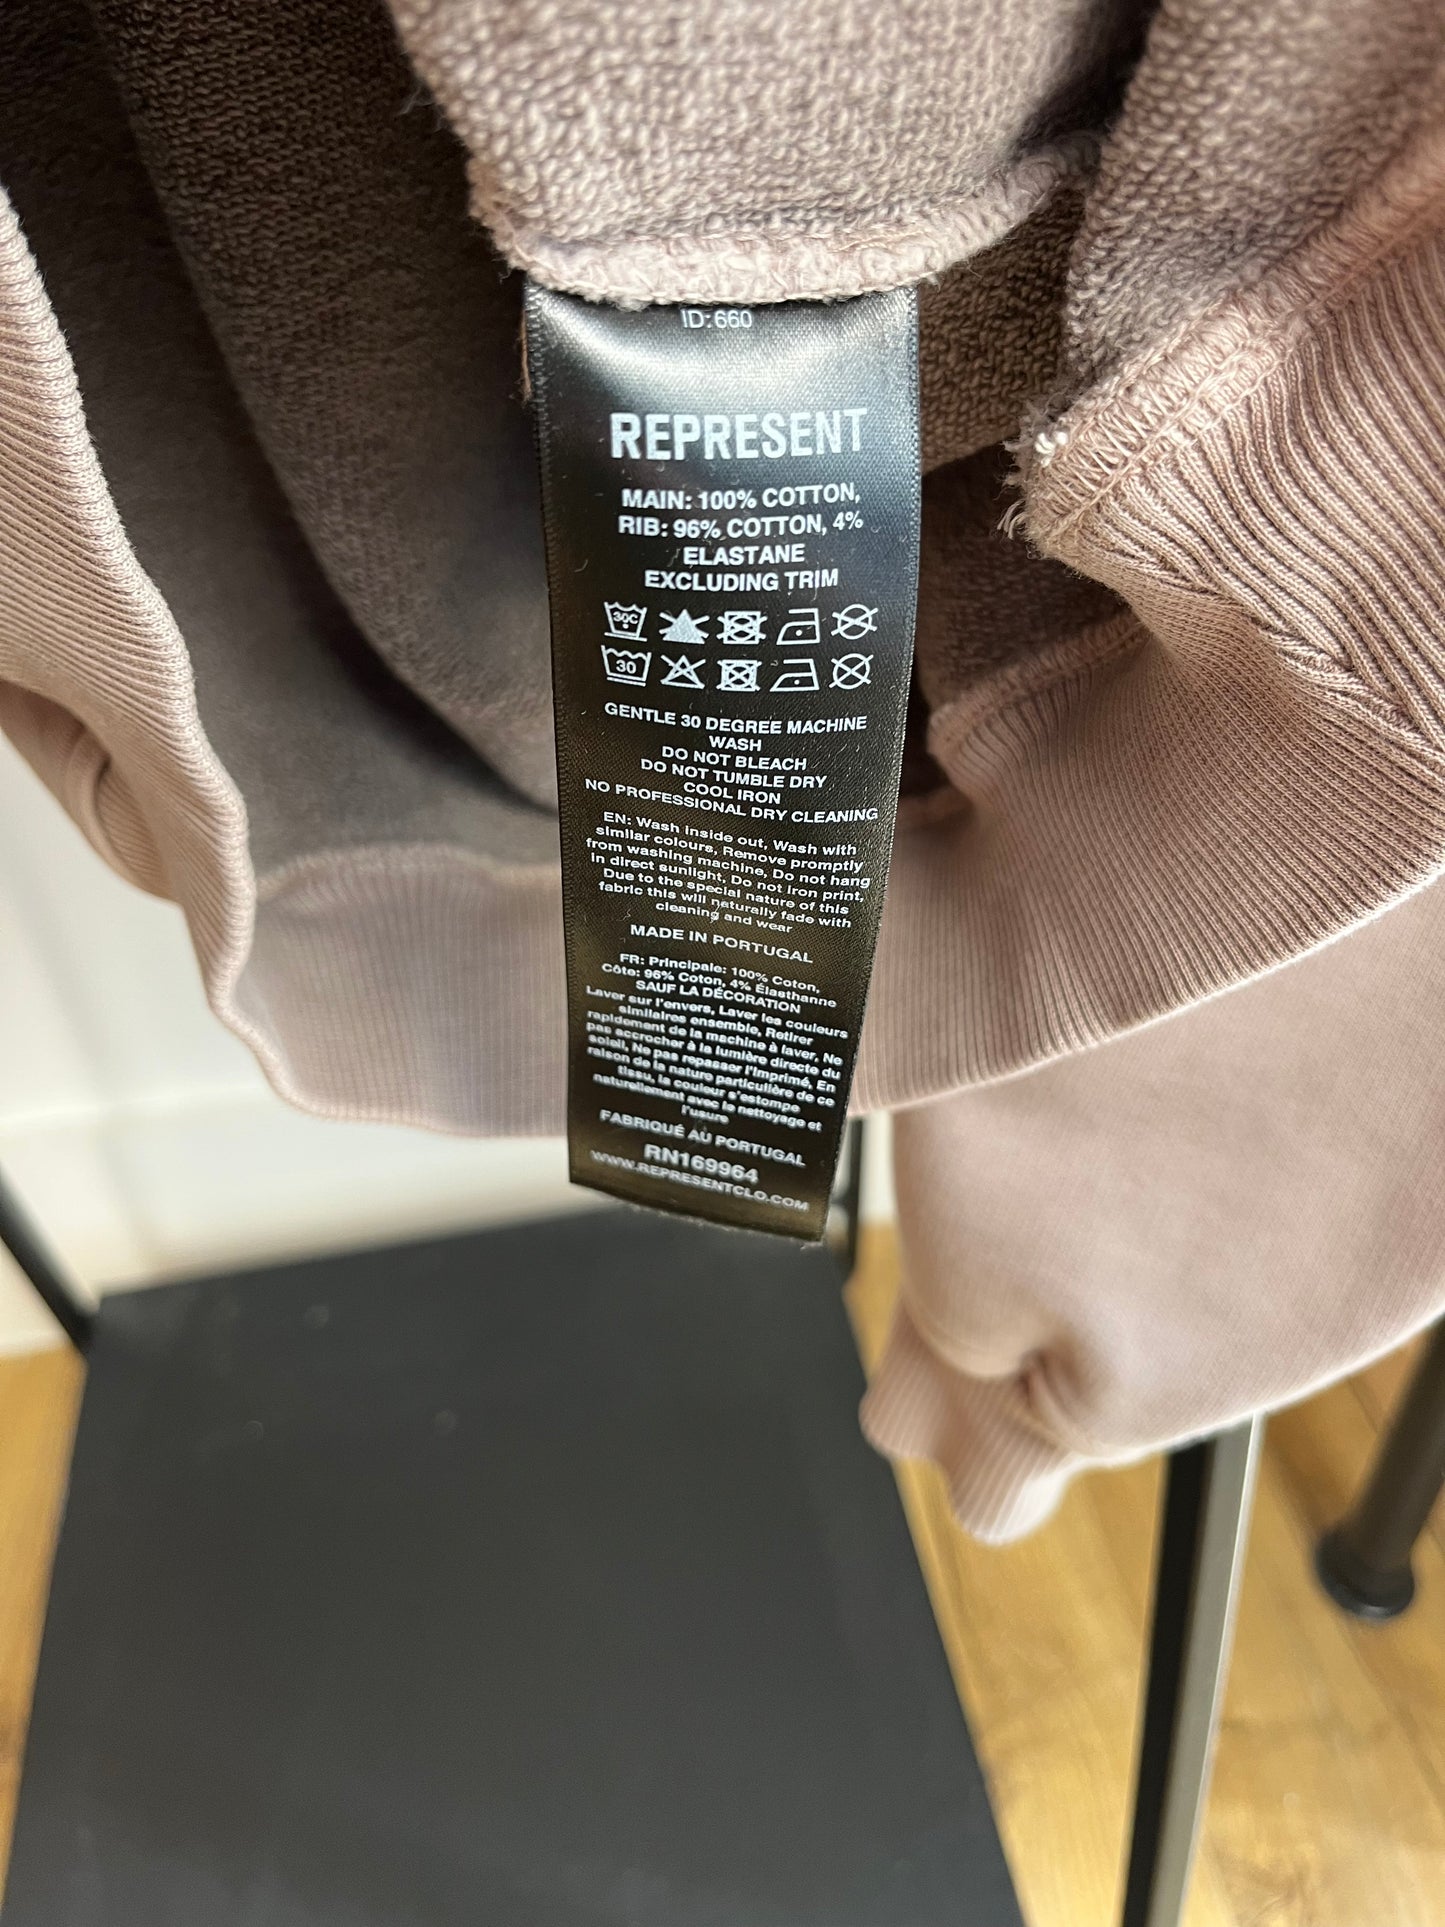 ID: 660
REPRESENT
MAIN: 100% COTTON,
RIB: 96% COTTON, 4%
ELASTANE
EXCLUDING TRIM
30C
30
GENTLE 30 DEGREE MACHINE
WASH
DO NOT BLEACH
DO NOT TUMBLE DRY
COOL IRON
NO PROFESSIONAL DRY CLEANING
EN: Wash inside out, Wash with
similar colours, Remove promptly
from washing machine, Do not hang
in direct sunlight, Do not iron print,
Due to the special nature of this
fabric this will naturally fade with
cleaning and wear
MADE IN PORTUGAL
FR: Principale: 100% Coton,
Côte: 96% Coton, 4% Élasthanne
SAUF LA DÉCORATION
Laver sur l'envers, Laver les couleurs
similaires ensemble, Retirer
rapidement de la machine à laver, Ne
pas accrocher à la lumière directe du
soleil, Ne pas repasser l'imprimé, En
raison de la nature particulière de ce
tissu, la couleur s'estompe
naturellement avec le nettoyage et
l'usure
FABRIQUÉ AU PORTUGAL
RN169964
WWW.REPRESENTCLO.COM